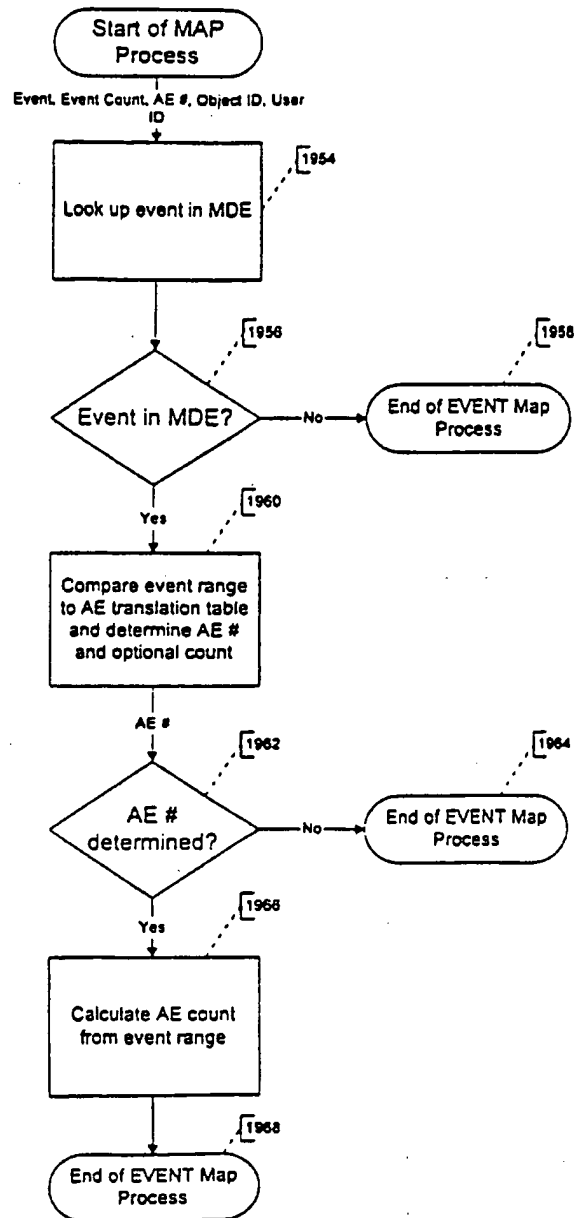 Start of MAP
Process
Event, Event Count, AE #, Object ID, User
ID
1954
Look up event in MDE
1956
1958
Event in MDE?
No
End of EVENT Map
Process
Yes
1960
Compare event range
to AE translation table
and determine AE #
and optional count
AE #
1962
1964
AE #
determined?
No
End of EVENT Map
Process
Yes
1966
Calculate AE count
from event range
1968
End of EVENT Map
Process